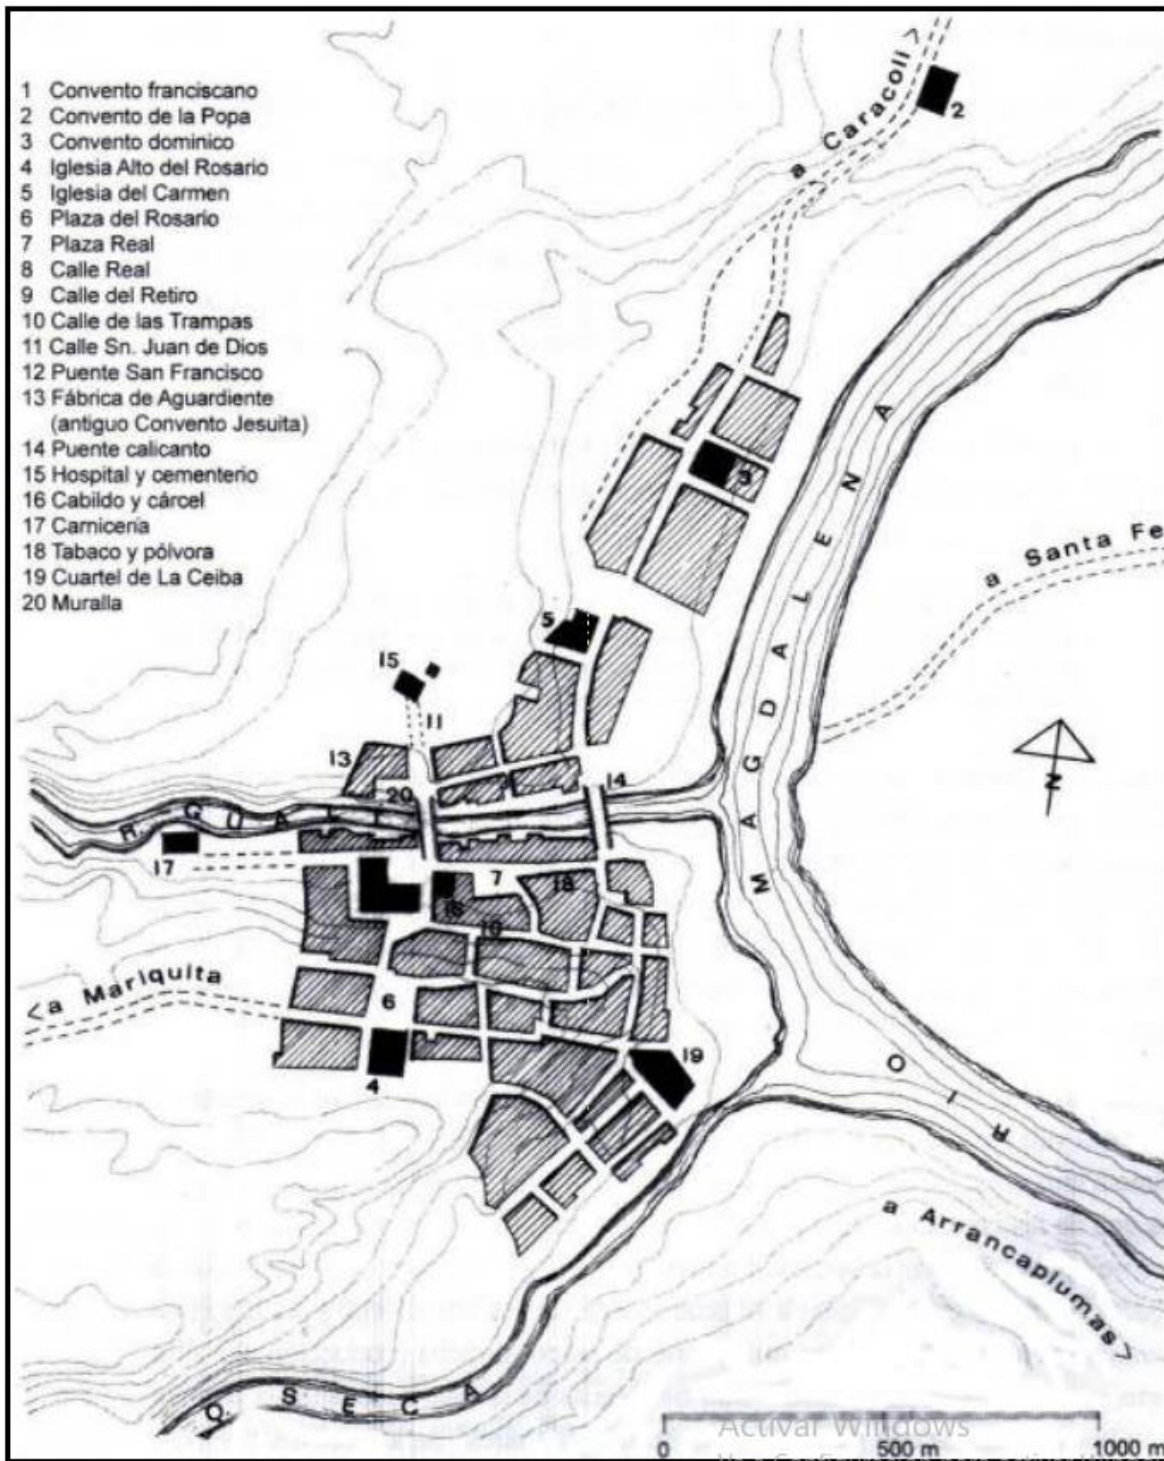 1 Convento franciscano
2 Convento de la Popa
3 Convento dominico
4 Iglesia Alto del Rosario
5 Iglesia del Carmen
6 Plaza del Rosario
7 Plaza Real
8 Calle Real
9 Calle del Retiro
10 Calle de las Trampas
11 Calle Sn. Juan de Dios
12 Puente San Francisco
13 Fábrica de Aguardiente
(antiguo Convento Jesuita)
14 Puente calicanto
15 Hospital y cementerio
16 Cabildo y cárcel
17 Carnicería
18 Tabaco y pólvora
19 Cuartel de La Ceiba
20 Muralla
a Caracolí >
2
3
a Santa Fe
5
15
11
13
14
20
R. GUALI
17
7
18
16
10
N
RIO MAGDALENA
<a Mariquita
6
4
19
a Arrancaplumas>
Q. SECA
Activar Windows
0 500 m 1000 m